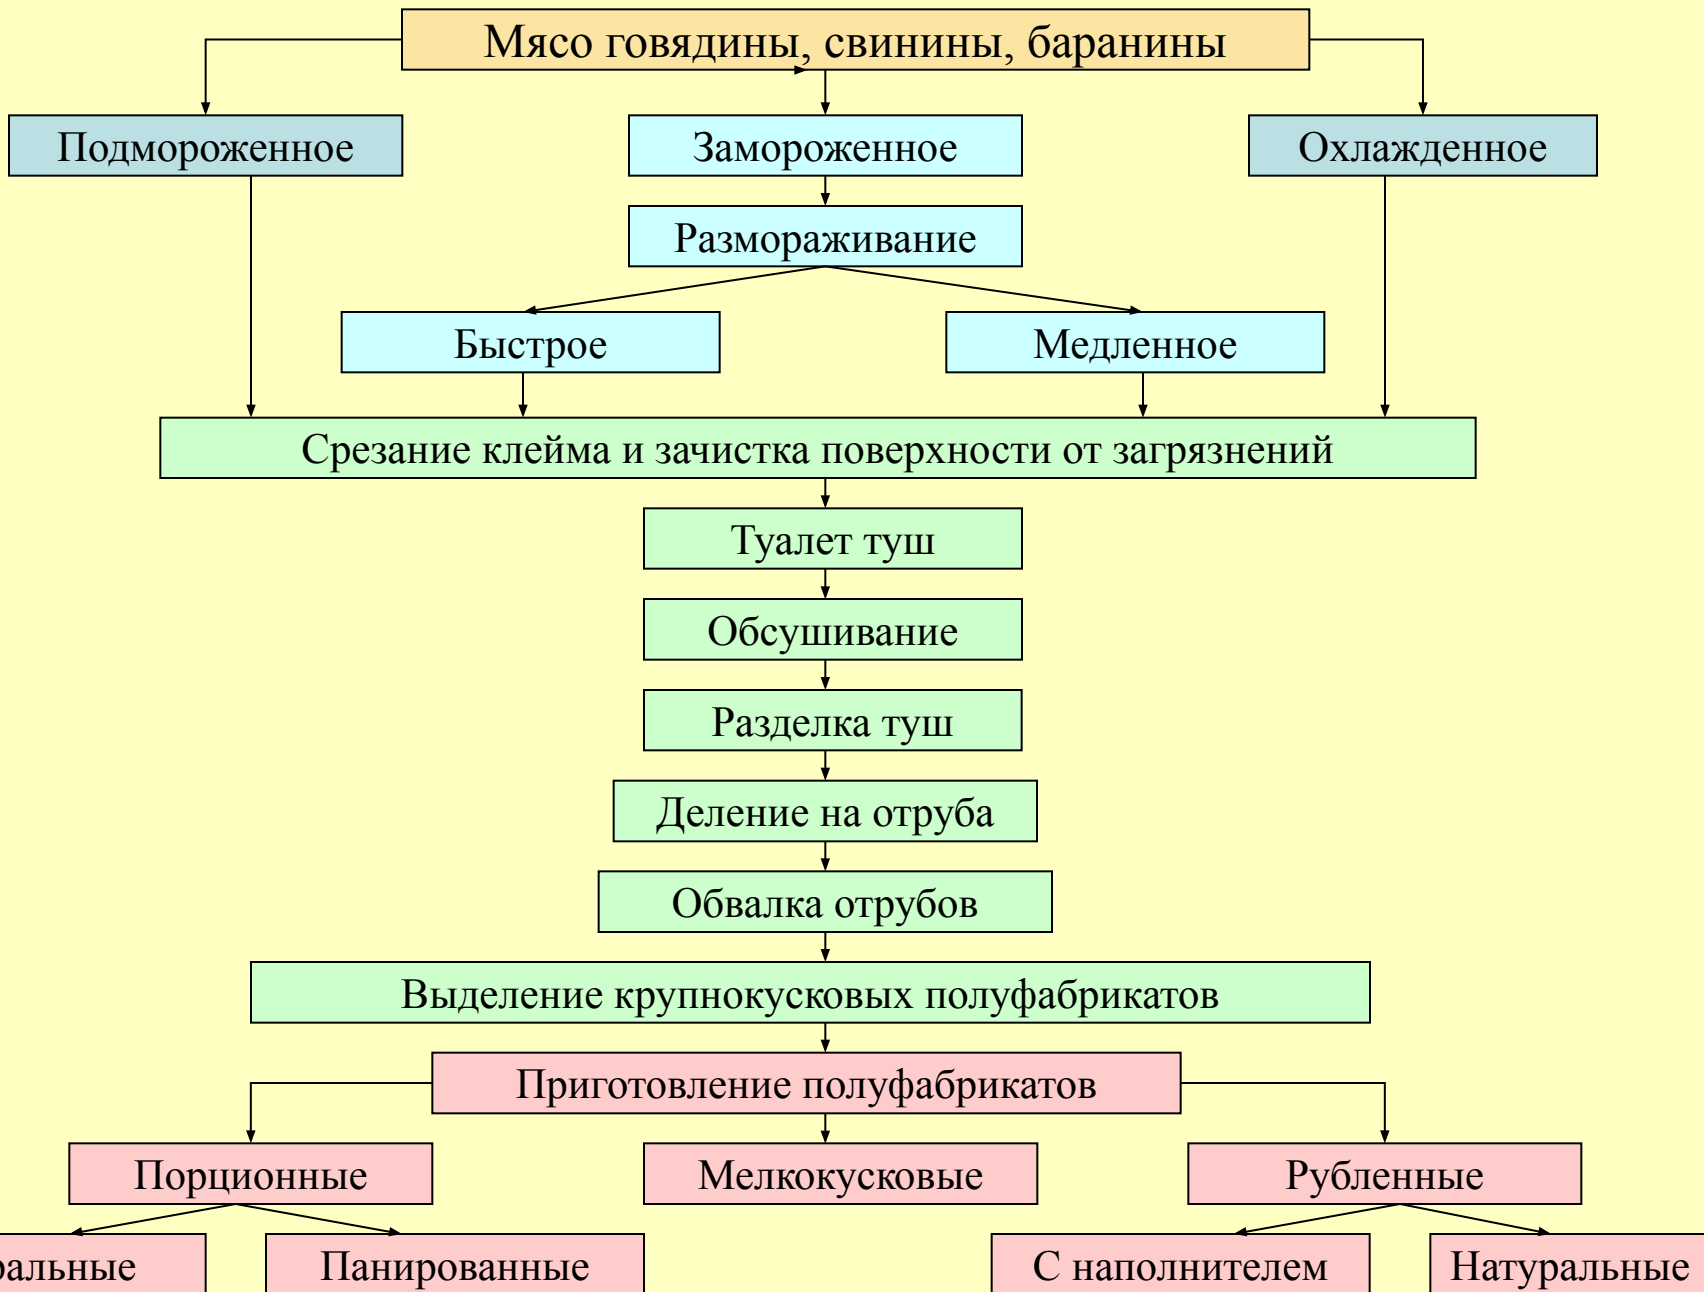 Мясо говядины, свинины, баранины
Подмороженное
Замороженное
Охлажденное
Размораживание
Быстрое
Медленное
Срезание клейма и зачистка поверхности от загрязнений
Туалет туш
Обсушивание
Разделка туш
Деление на отруба
Обвалка отрубов
Выделение крупнокусковых полуфабрикатов
Приготовление полуфабрикатов
Порционные
Мелкокусковые
Рубленные
Панированные
С наполнителем
Натуральные